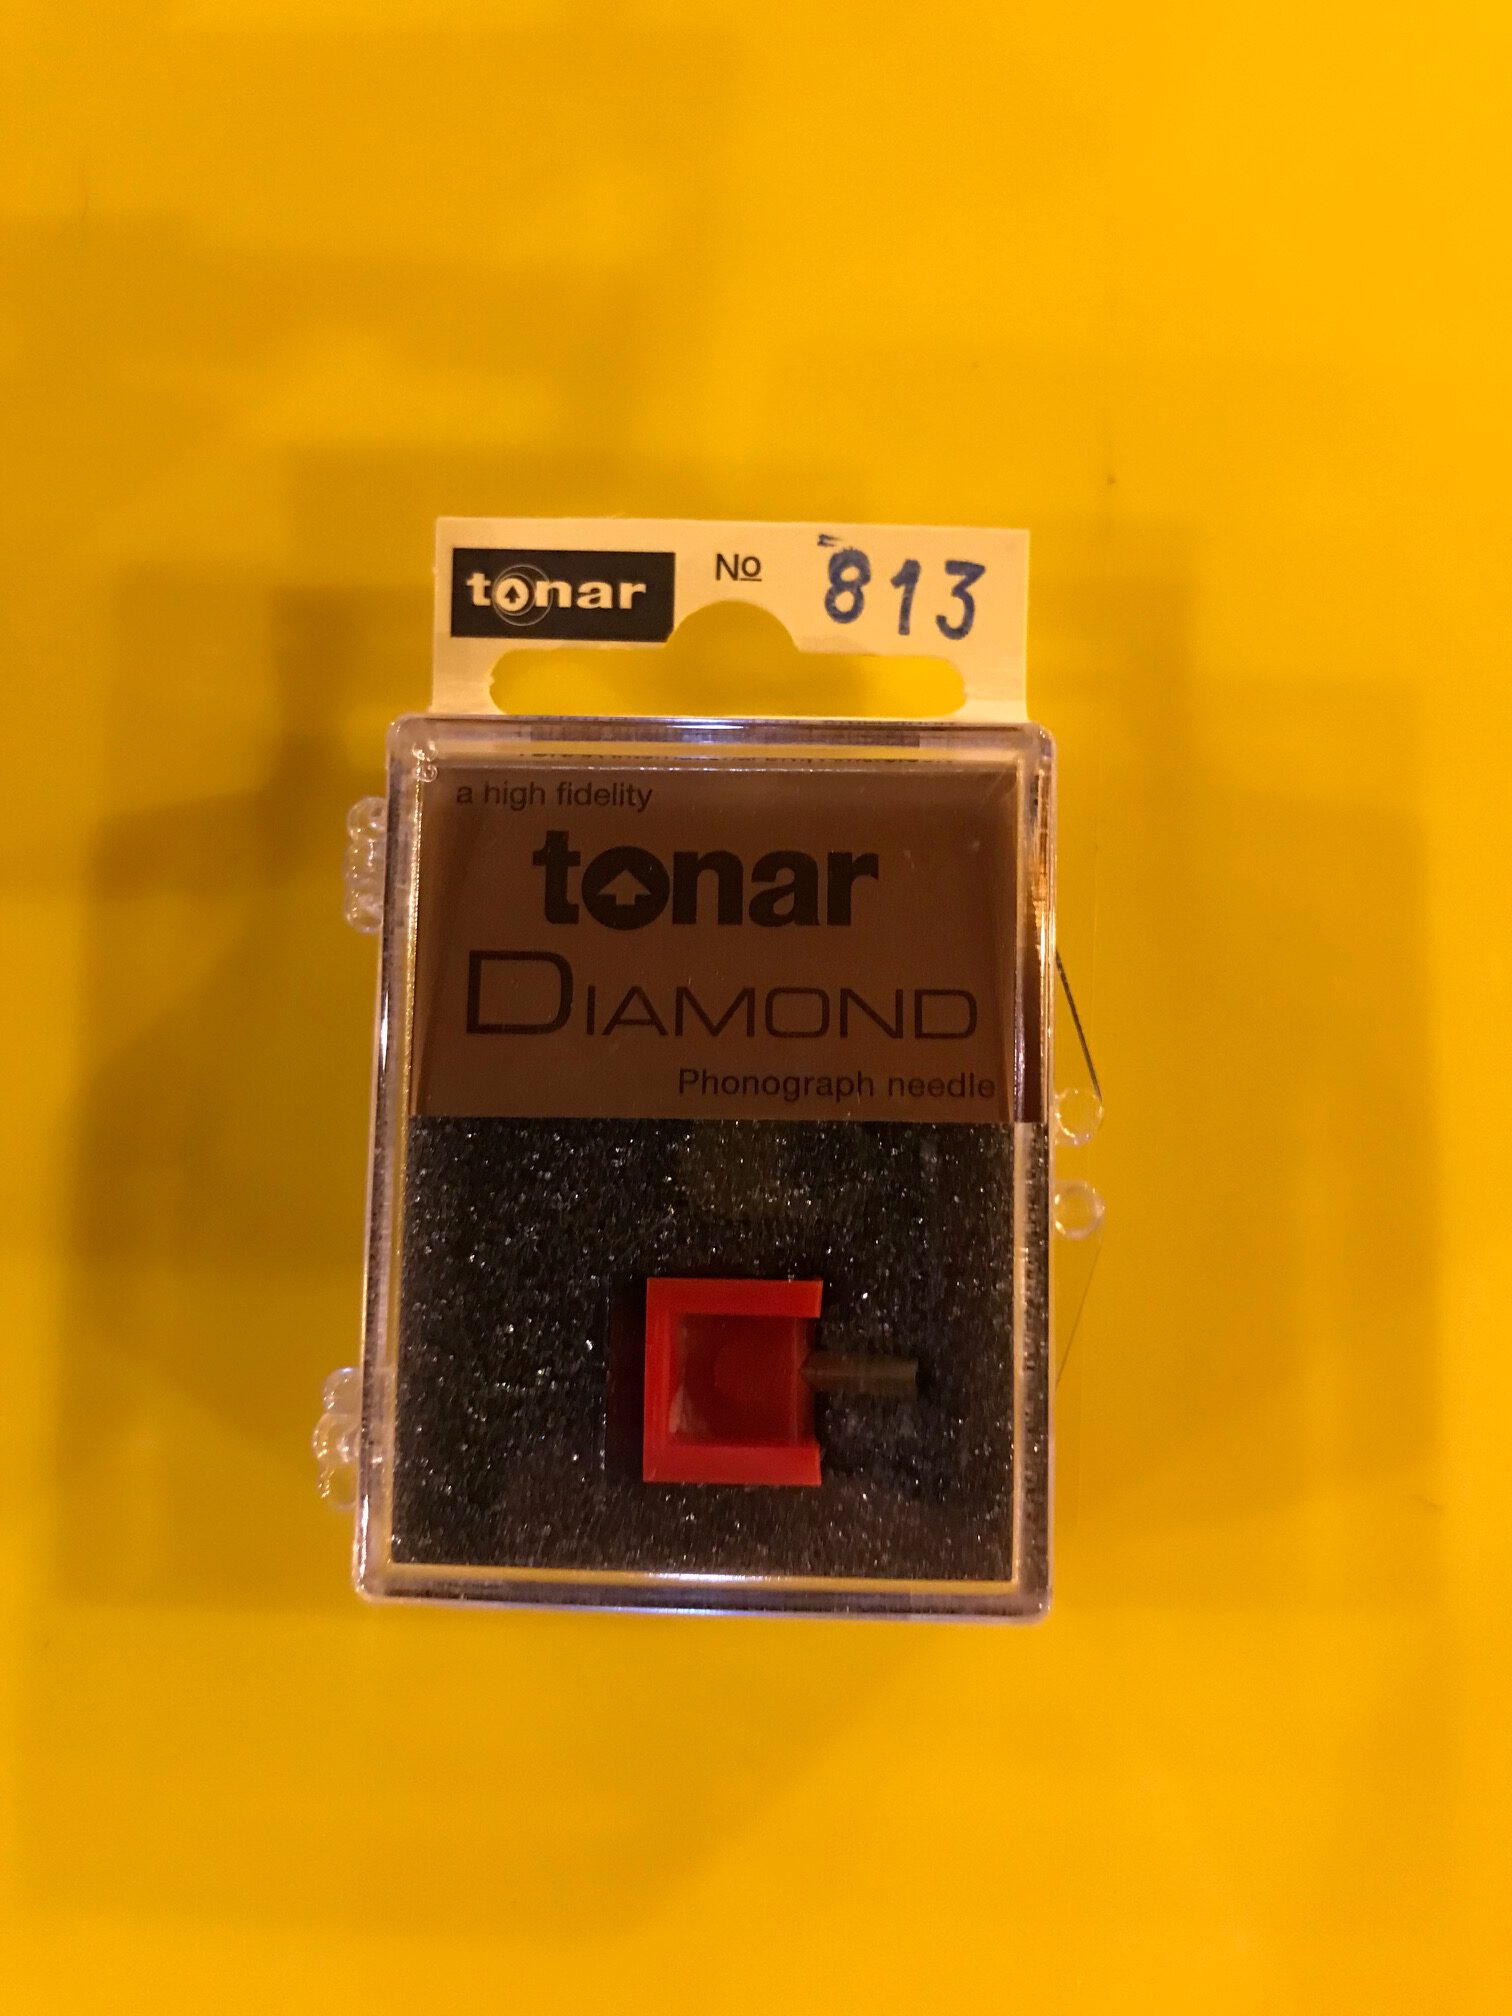 tonar No 813
a high fidelity
tonar
DIAMOND
Phonograph needle